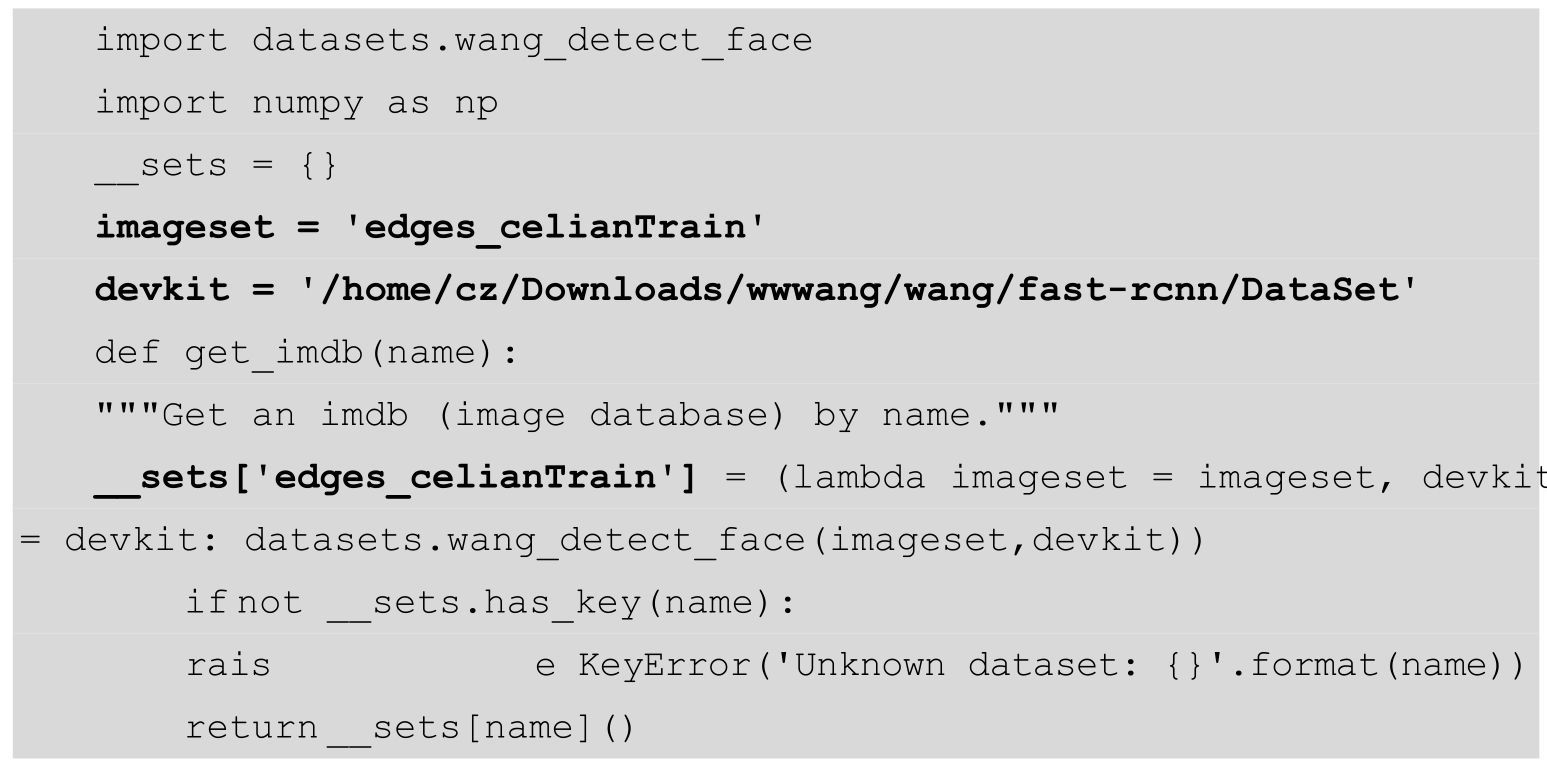 import datasets.wang_detect_face
import numpy as np
__sets = {}
imageset = 'edges_celianTrain'
devkit = '/home/cz/Downloads/wwwang/wang/fast-rcnn/DataSet'
def get_imdb(name):
"""Get an imdb (image database) by name."""
__sets['edges_celianTrain'] = (lambda imageset = imageset, devkit
= devkit: datasets.wang_detect_face(imageset,devkit))
if not __sets.has_key(name):
rais e KeyError('Unknown dataset: {}'.format(name))
return __sets[name]()